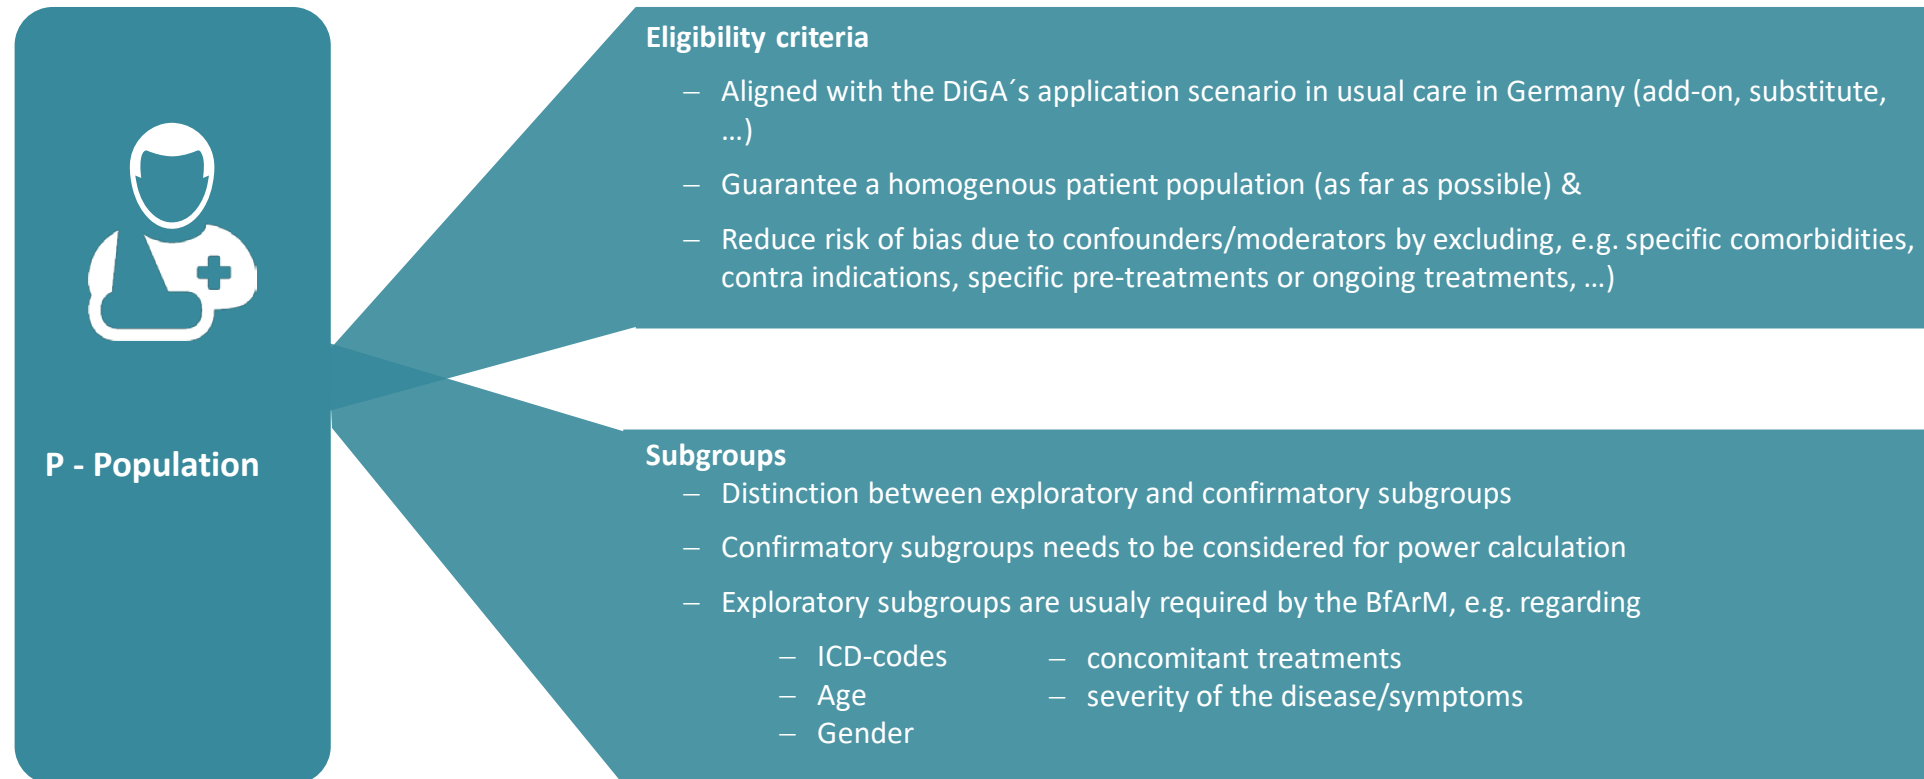 P - Population
Eligibility criteria
– Aligned with the DiGA´s application scenario in usual care in Germany (add-on, substitute,
…)
– Guarantee a homogenous patient population (as far as possible) &
– Reduce risk of bias due to confounders/moderators by excluding, e.g. specific comorbidities,
contra indications, specific pre-treatments or ongoing treatments, …)
Subgroups
– Distinction between exploratory and confirmatory subgroups
– Confirmatory subgroups needs to be considered for power calculation
– Exploratory subgroups are usualy required by the BfArM, e.g. regarding
– ICD-codes
– Age
– Gender
– concomitant treatments
– severity of the disease/symptoms